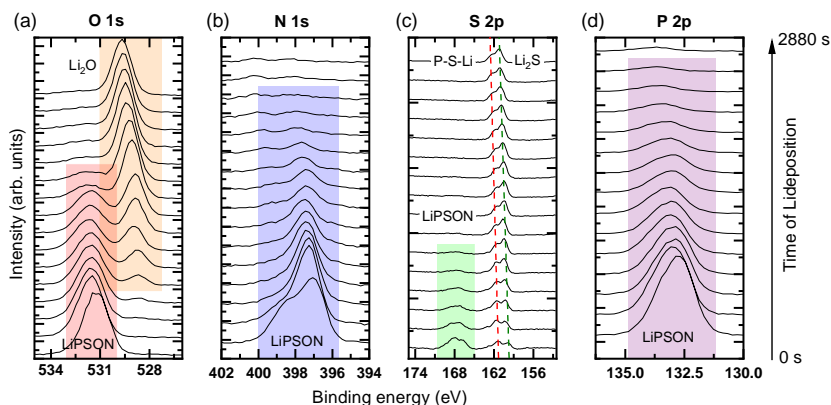 (a) O 1s
(b) N 1s
(c) S 2p
(d) P 2p
2880 s
Li₂O
P-S-Li
Li₂S
LiPSON
LiPSON
LiPSON
LiPSON
0 s
Intensity (arb. units)
Time of Lideposition
534 531 528
402 400 398 396 394
174 168 162 156
135.0 132.5 130.0
Binding energy (eV)